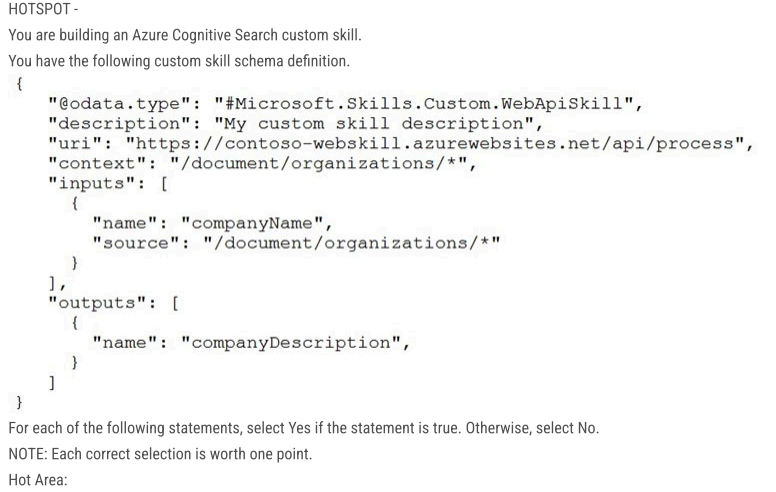 HOTSPOT -
You are building an Azure Cognitive Search custom skill.
You have the following custom skill schema definition.
{
"@odata.type": "#Microsoft.Skills.Custom.WebApiSkill",
"description": "My custom skill description",
"uri": "https://contoso-webskill.azurewebsites.net/api/process",
"context": "/document/organizations/*",
"inputs": [
{
"name": "companyName",
"source": "/document/organizations/*"
}
],
"outputs": [
{
"name": "companyDescription",
}
]
}
For each of the following statements, select Yes if the statement is true. Otherwise, select No.
NOTE: Each correct selection is worth one point.
Hot Area: